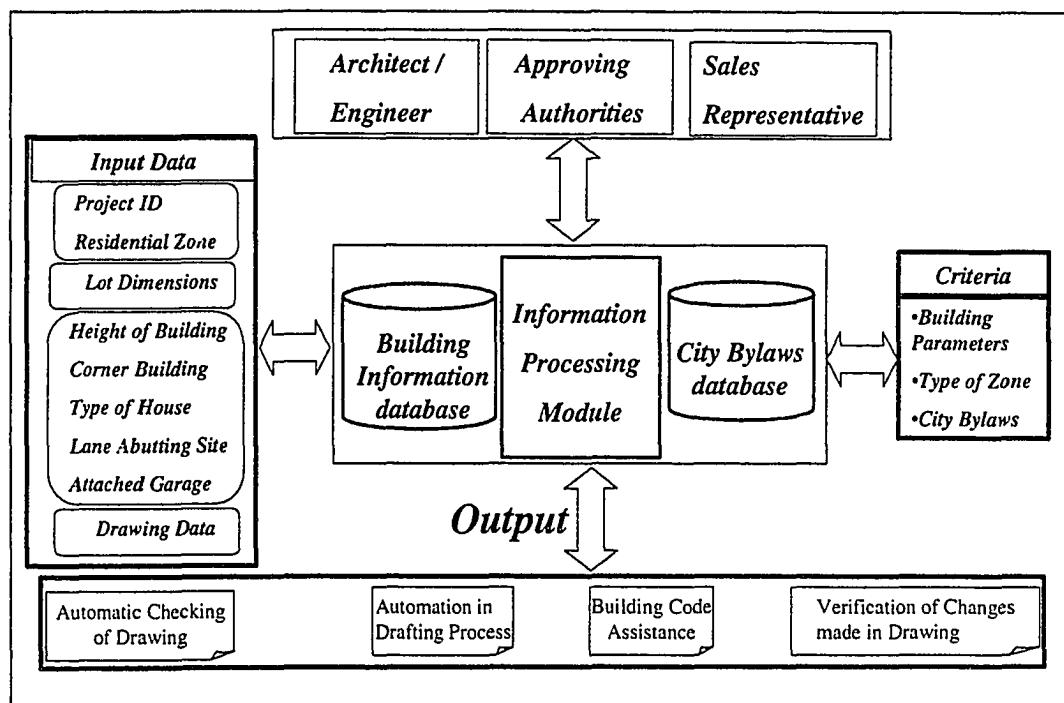 Architect /
Engineer
Approving
Authorities
Sales
Representative
Input Data
Project ID
Residential Zone
Lot Dimensions
Height of Building
Corner Building
Type of House
Lane Abutting Site
Attached Garage
Drawing Data
Building
Information
database
Information
Processing
Module
City Bylaws
database
Criteria
•Building
Parameters
•Type of Zone
•City Bylaws
Output
Automatic Checking
of Drawing
Automation in
Drafting Process
Building Code
Assistance
Verification of Changes
made in Drawing